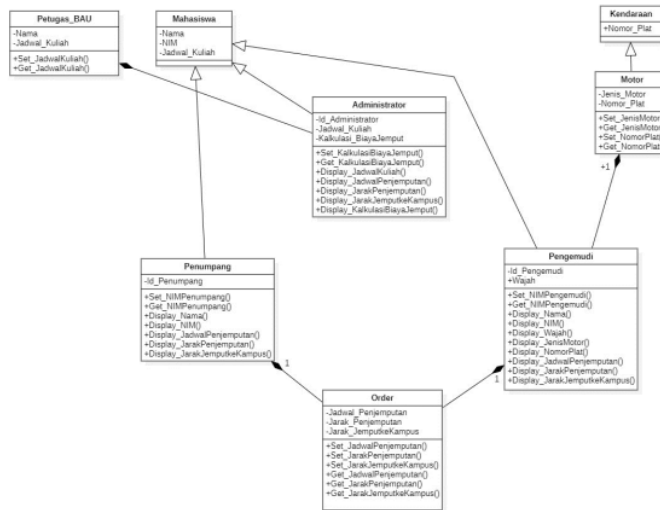 Petugas_BAU
-Nama
-Jadwal_Kuliah
+Set_JadwalKuliah()
+Get_JadwalKuliah()
Mahasiswa
-Nama
-NIM
-Jadwal_Kuliah
Kendaraan
+Nomor_Plat
Motor
-Jenis_Motor
-Nomor_Plat
+Set_JenisMotor
+Get_JenisMotor
+Set_NomorPlat(
+Get_NomorPlat(
+1
Administrator
-Id_Administrator
-Jadwal_Kuliah
-Kalkulasi_BiayaJemput
+Set_KalkulasiBiayaJemput()
+Get_KalkulasiBiayaJemput()
+Display_JadwalKuliah()
+Display_JadwalPenjemputan()
+Display_JarakPenjemputan()
+Display_JarakJemputkeKampus()
+Display_KalkulasiBiayaJemput()
Penumpang
-Id_Penumpang
+Set_NIMPenumpang()
+Get_NIMPenumpang()
+Display_Nama()
+Display_NIM()
+Display_JadwalPenjemputan()
+Display_JarakPenjemputan()
+Display_JarakJemputkeKampus()
1
Pengemudi
-Id_Pengemudi
+Wajah
+Set_NIMPengemudi()
+Get_NIMPengemudi()
+Display_Nama()
+Display_NIM()
+Display_Wajah()
+Display_JenisMotor()
+Display_NomorPlat()
+Display_JadwalPenjemputan()
+Display_JarakPenjemputan()
+Display_JarakJemputkeKampus()
1
Order
-Jadwal_Penjemputan
-Jarak_Penjemputan
-Jarak_JemputkeKampus
+Set_JadwalPenjemputan()
+Set_JarakPenjemputan()
+Set_JarakJemputkeKampus()
+Get_JadwalPenjemputan()
+Get_JarakPenjemputan()
+Get_JarakJemputkeKampus()